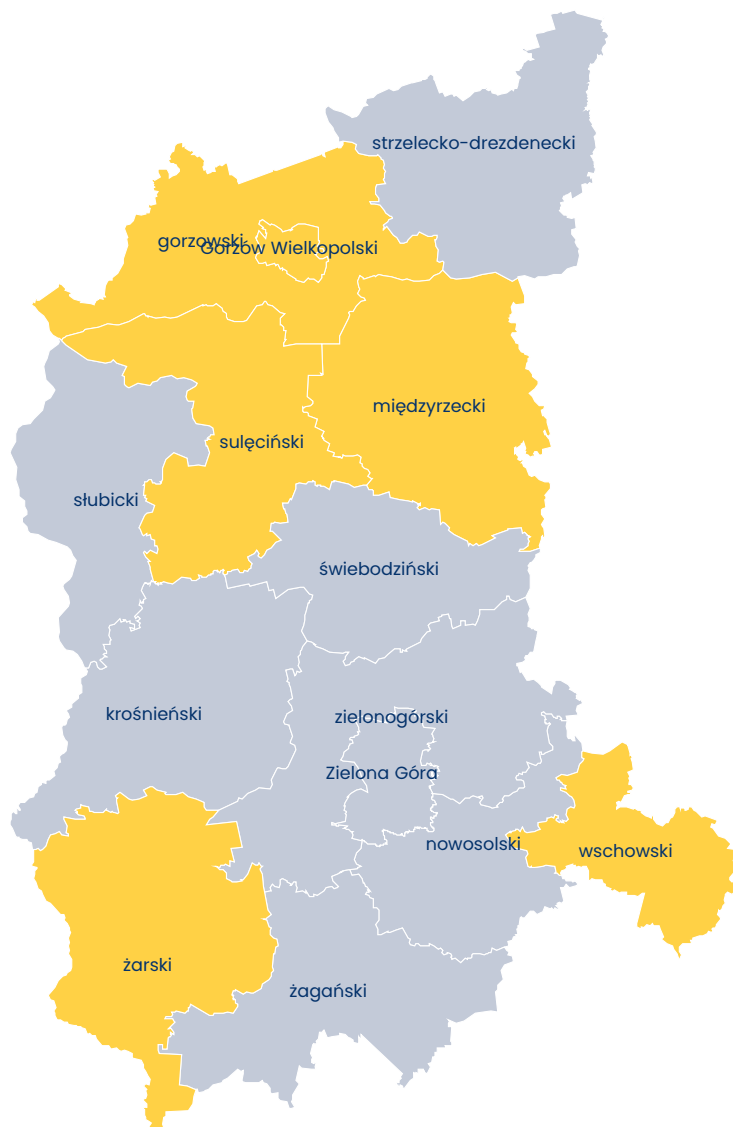 strzelecko-drezdenecki
gorzowski
Gorzów Wielkopolski
międzyrzecki
sulęciński
słubicki
świebodziński
krośnieński
zielonogórski
Zielona Góra
nowosolski
wschowski
żarski
żagański